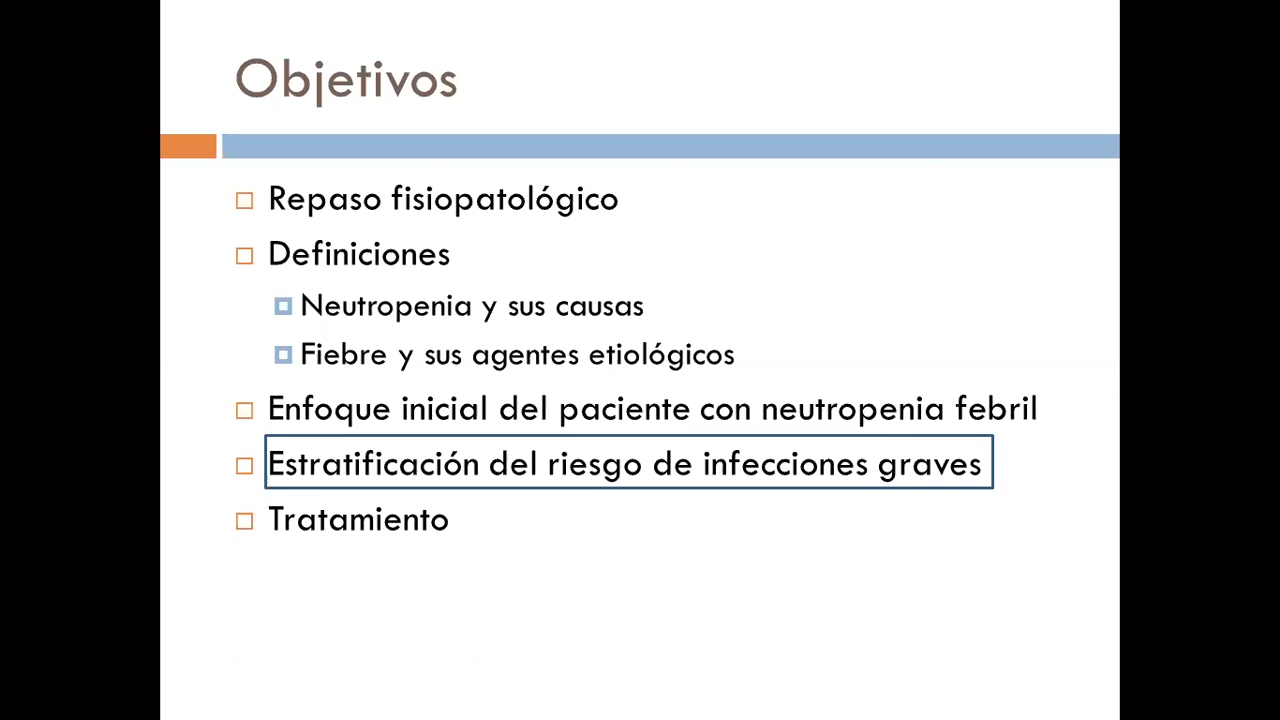 Objetivos
Repaso fisiopatológico
Definiciones
Neutropenia y sus causas
Fiebre y sus agentes etiológicos
Enfoque inicial del paciente con neutropenia febril
Estratificación del riesgo de infecciones graves
Tratamiento